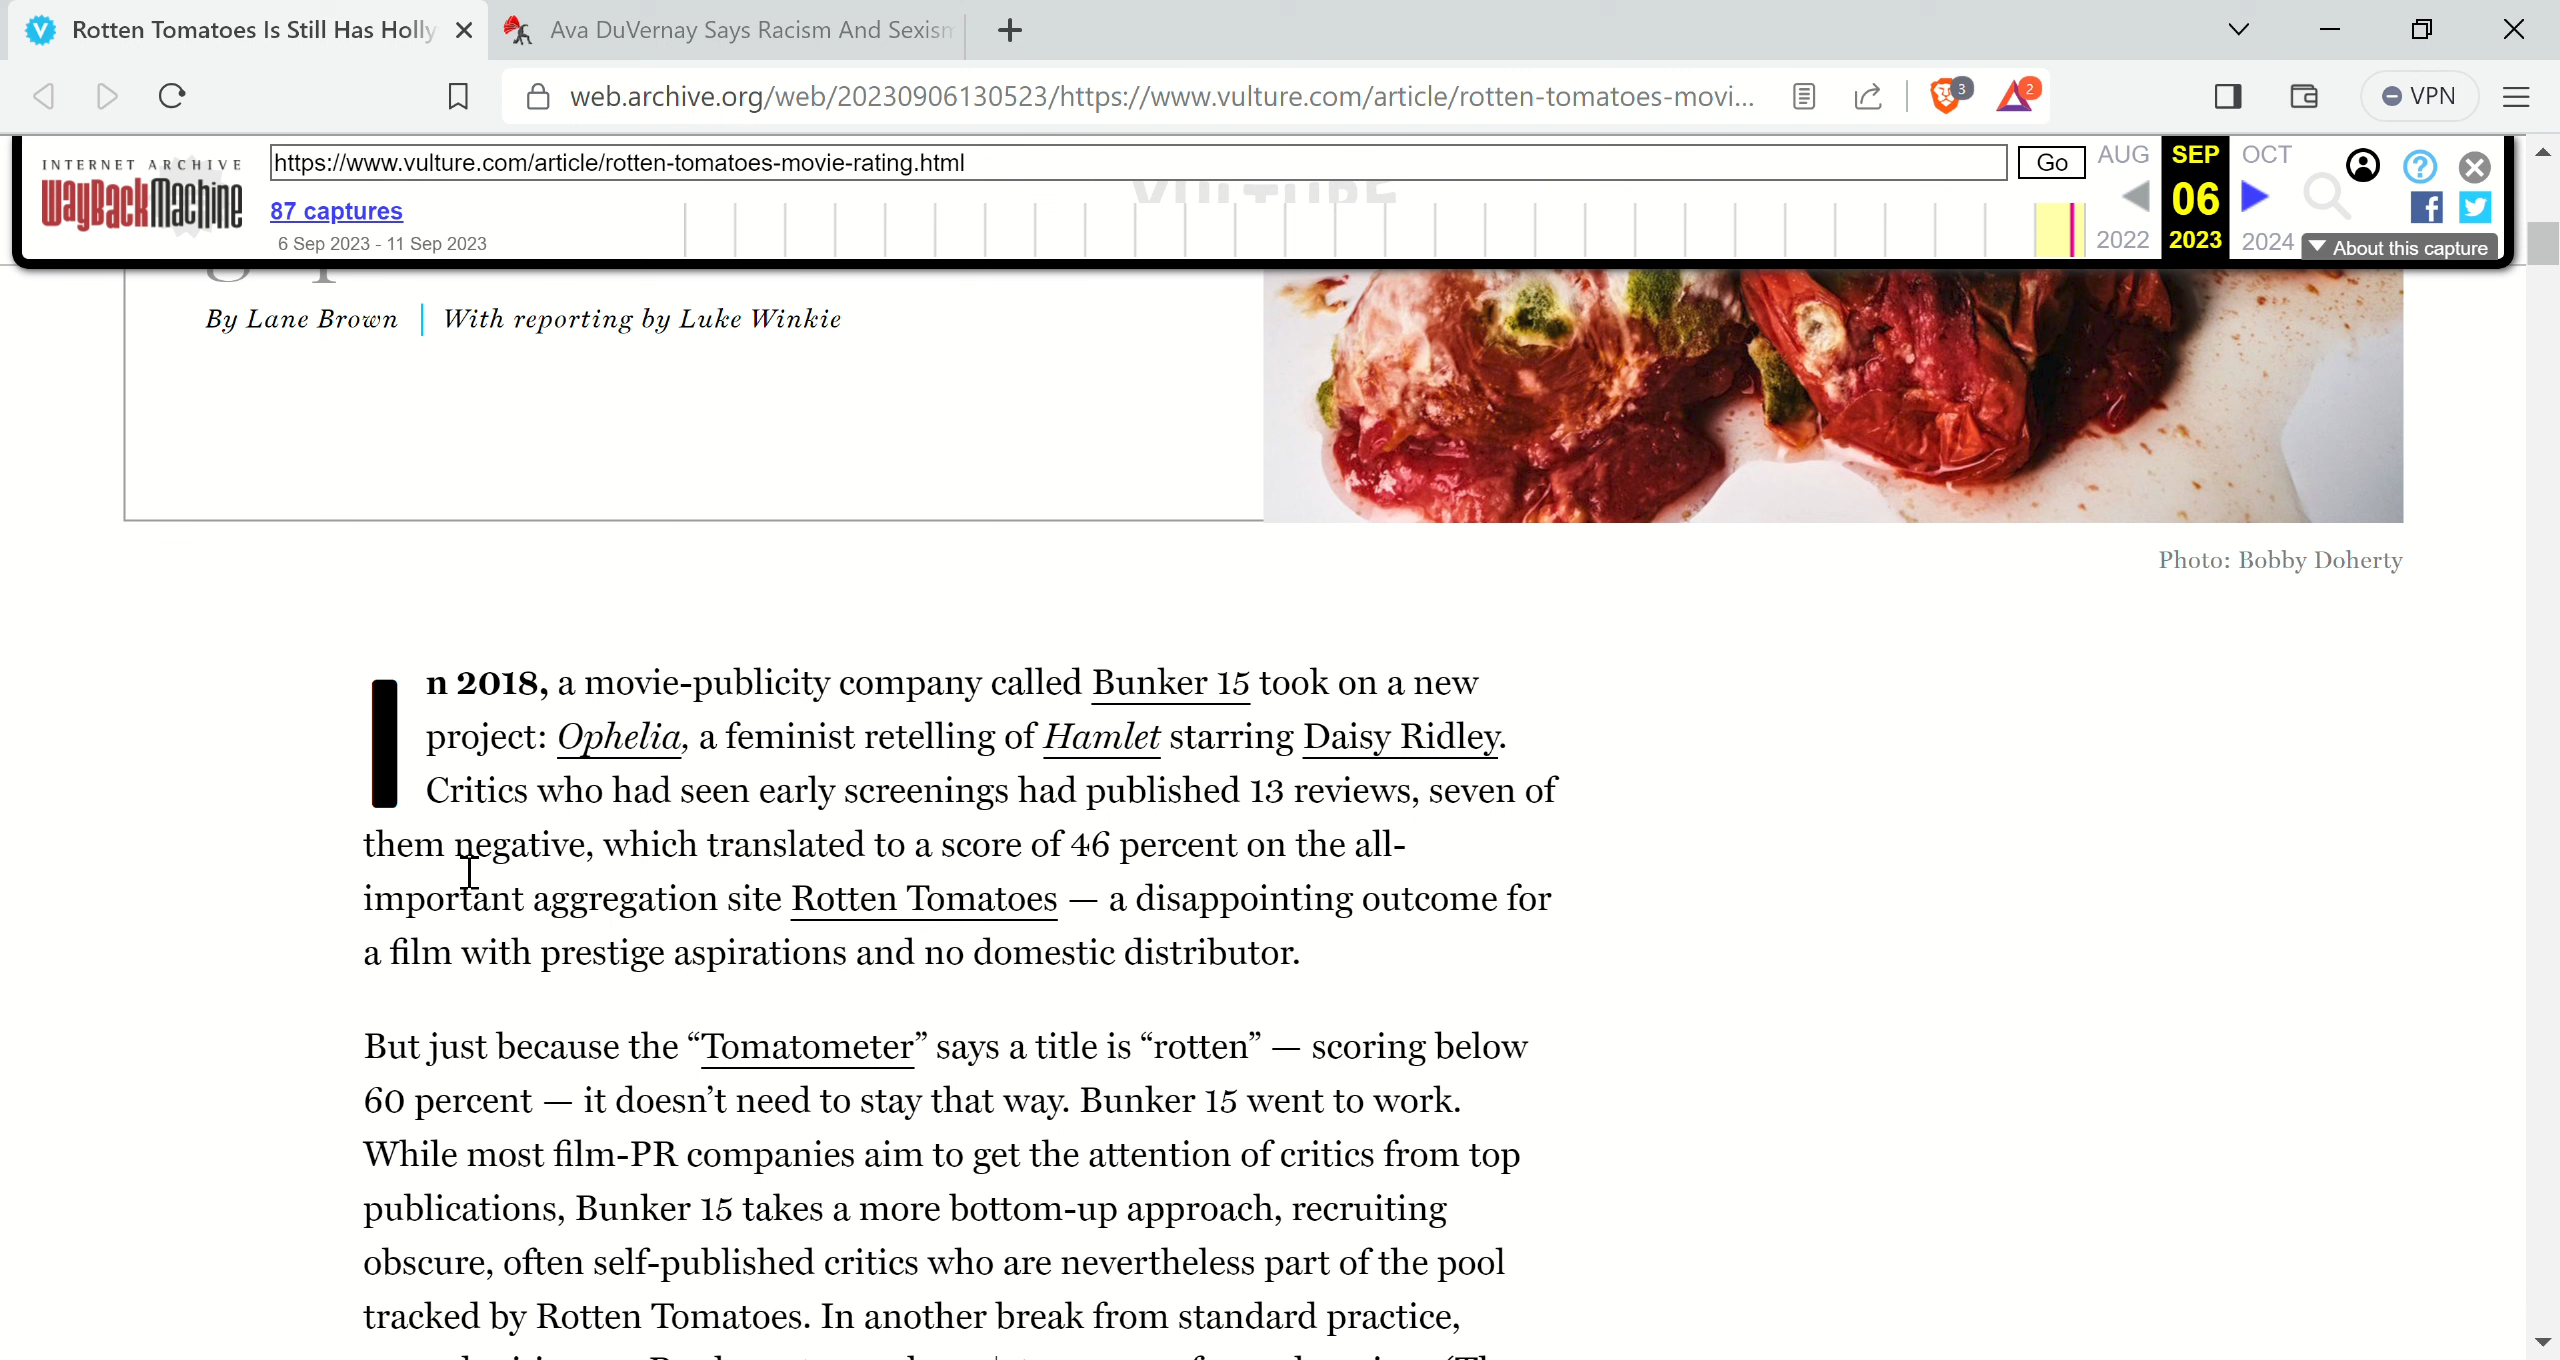 Rotten Tomatoes Is Still Has Holly
Ava DuVernay Says Racism And Sexism
web.archive.org/web/20230906130523/https://www.vulture.com/article/rotten-tomatoes-movi...
3
2
VPN
INTERNET ARCHIVE
WayBackMachine
https://www.vulture.com/article/rotten-tomatoes-movie-rating.html
Go
87 captures
6 Sep 2023 - 11 Sep 2023
AUG SEP OCT
06
2022 2023 2024
About this capture
VULTURE
By Lane Brown | With reporting by Luke Winkie
Photo: Bobby Doherty
In 2018, a movie-publicity company called Bunker 15 took on a new
project: Ophelia, a feminist retelling of Hamlet starring Daisy Ridley.
Critics who had seen early screenings had published 13 reviews, seven of
them negative, which translated to a score of 46 percent on the all-
important aggregation site Rotten Tomatoes — a disappointing outcome for
a film with prestige aspirations and no domestic distributor.
But just because the “Tomatometer” says a title is “rotten” — scoring below
60 percent — it doesn’t need to stay that way. Bunker 15 went to work.
While most film-PR companies aim to get the attention of critics from top
publications, Bunker 15 takes a more bottom-up approach, recruiting
obscure, often self-published critics who are nevertheless part of the pool
tracked by Rotten Tomatoes. In another break from standard practice,